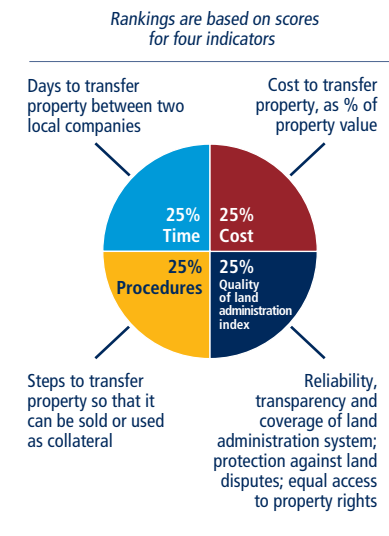 Rankings are based on scores
for four indicators
Days to transfer
property between two
local companies
Cost to transfer
property, as % of
property value
25%
Time
25%
Cost
25%
Procedures
25%
Quality
of land
administration
index
Steps to transfer
property so that it
can be sold or used
as collateral
Reliability,
transparency and
coverage of land
administration system;
protection against land
disputes; equal access
to property rights